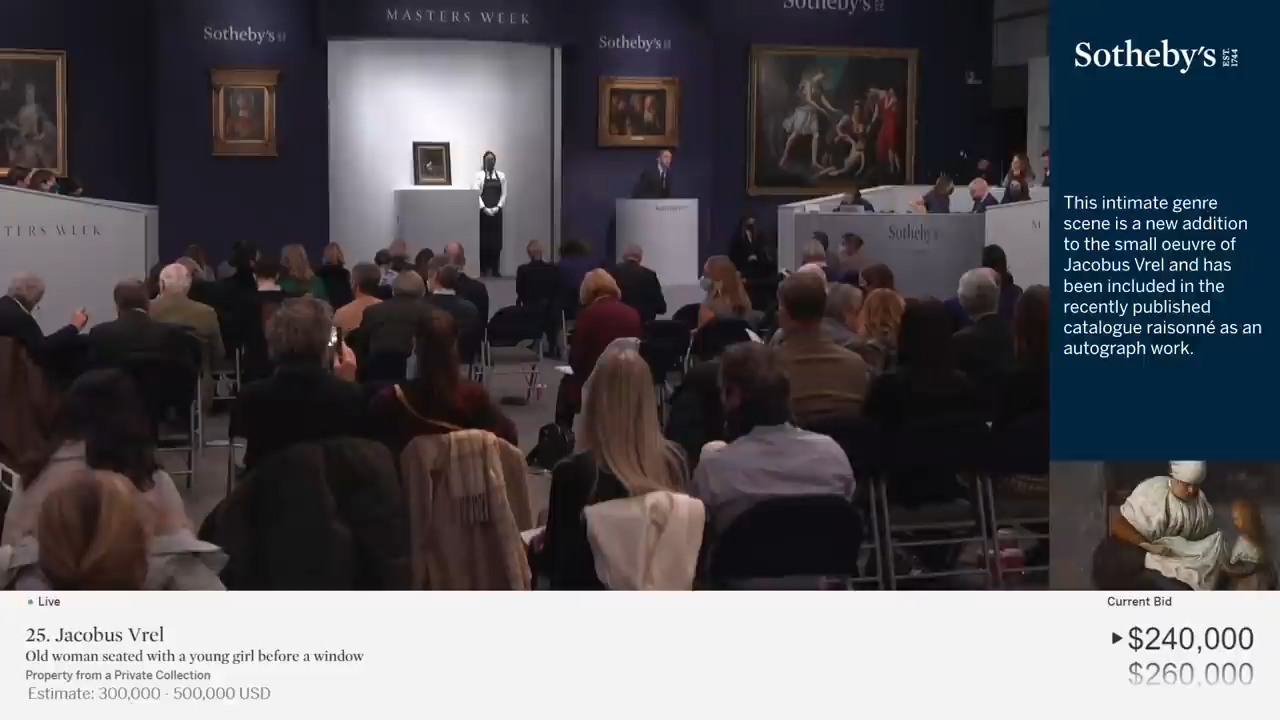 MASTERS WEEK
Sotheby's
Sotheby's
Sotheby's
Sotheby's EST. 1744
This intimate genre
scene is a new addition
to the small oeuvre of
Jacobus Vrel and has
been included in the
recently published
catalogue raisonné as an
autograph work.
TERS WEEK
Sotheby's
Live
25. Jacobus Vrel
Old woman seated with a young girl before a window
Property from a Private Collection
Estimate: 300,000 - 500,000 USD
Current Bid
$240,000
$260,000